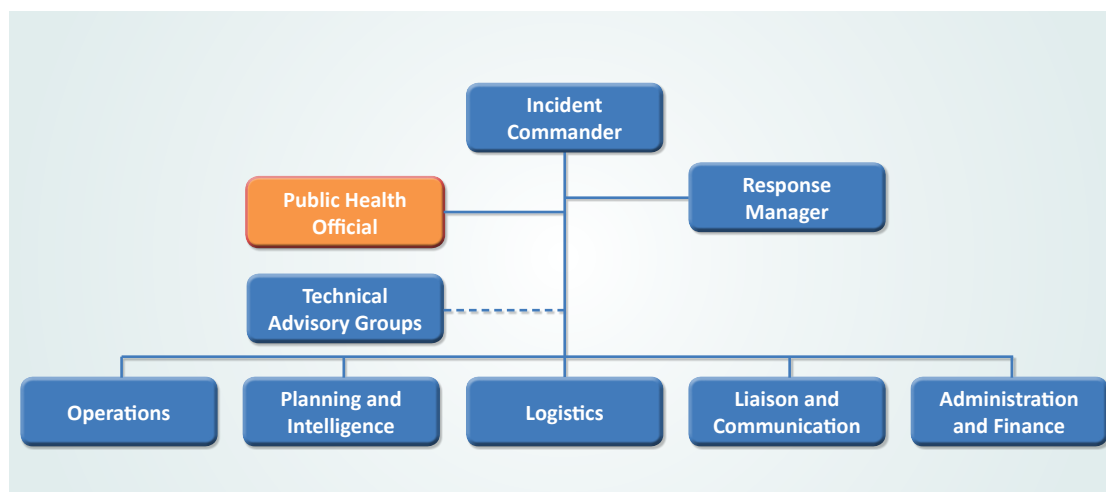 Incident
Commander
Public Health
Official
Response
Manager
Technical
Advisory Groups
Operations
Planning and
Intelligence
Logistics
Liaison and
Communication
Administration
and Finance